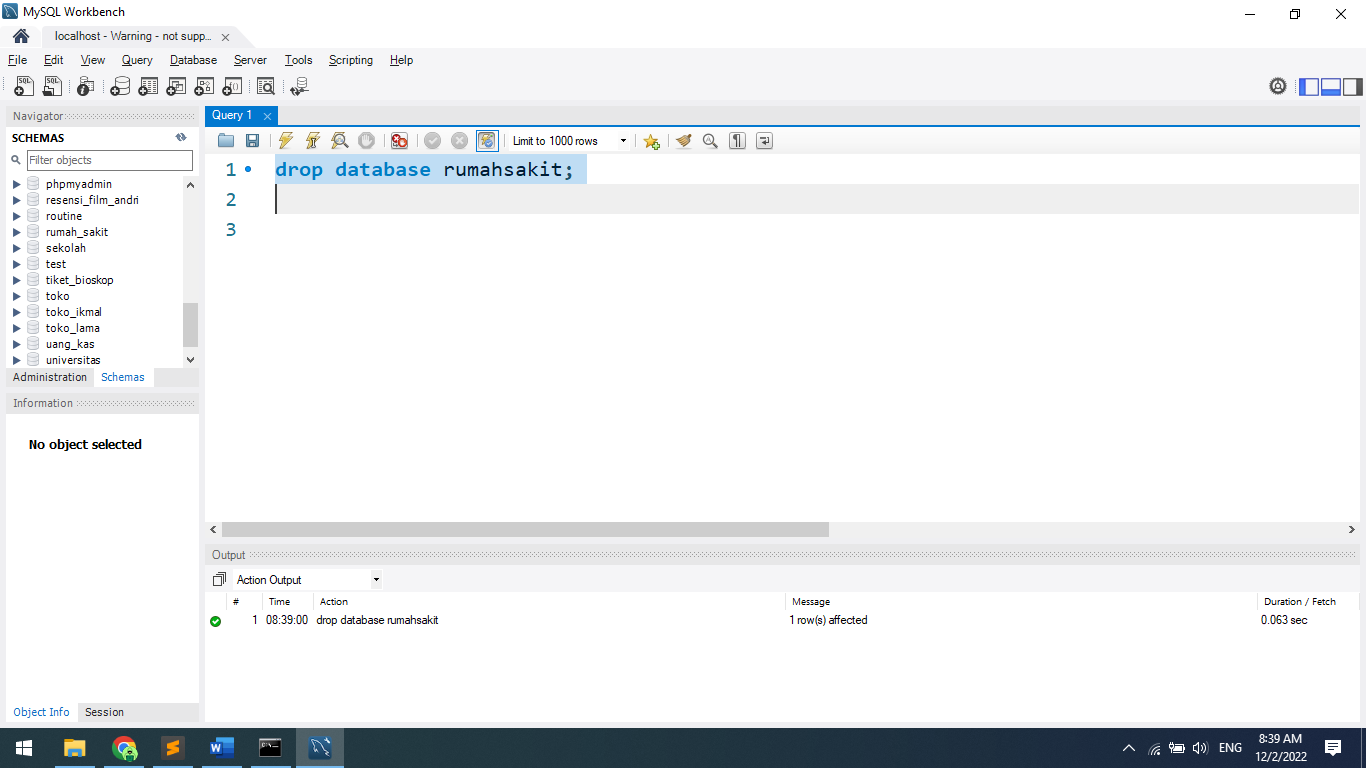 MySQL Workbench
localhost - Warning - not supp...
File Edit View Query Database Server Tools Scripting Help
Navigator
SCHEMAS
Filter objects
phpmyadmin
resensi_film_andri
routine
rumah_sakit
sekolah
test
tiket_bioskop
toko
toko_ikmal
toko_lama
uang_kas
universitas
Administration Schemas
Information
No object selected
Object Info Session
Query 1
Limit to 1000 rows
1 drop database rumahsakit;
2
3
Output
Action Output
# Time Action Message Duration / Fetch
1 08:39:00 drop database rumahsakit 1 row(s) affected 0.063 sec
ENG
8:39 AM
12/2/2022